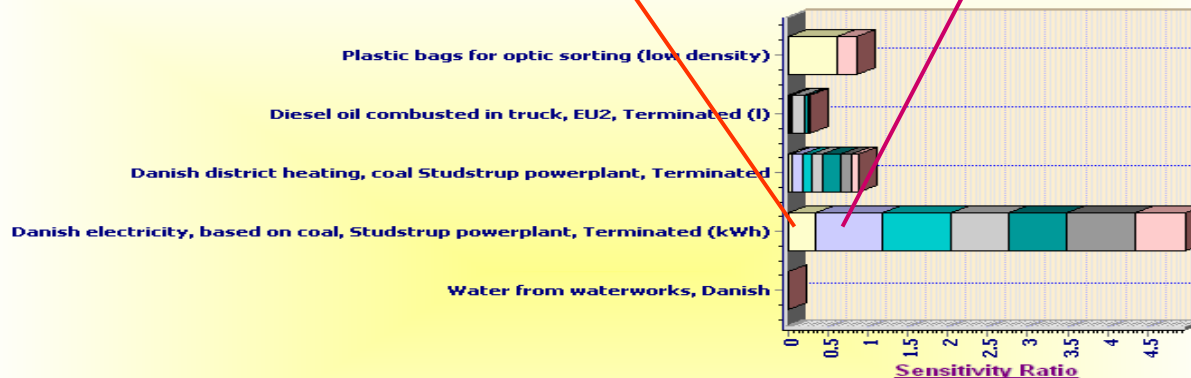 Plastic bags for optic sorting (low density)
Diesel oil combusted in truck, EU2, Terminated (l)
Danish district heating, coal Studstrup powerplant, Terminated
Danish electricity, based on coal, Studstrup powerplant, Terminated (kWh)
Water from waterworks, Danish
0 0.5 1 1.5 2 2.5 3 3.5 4 4.5
Sensitivity Ratio